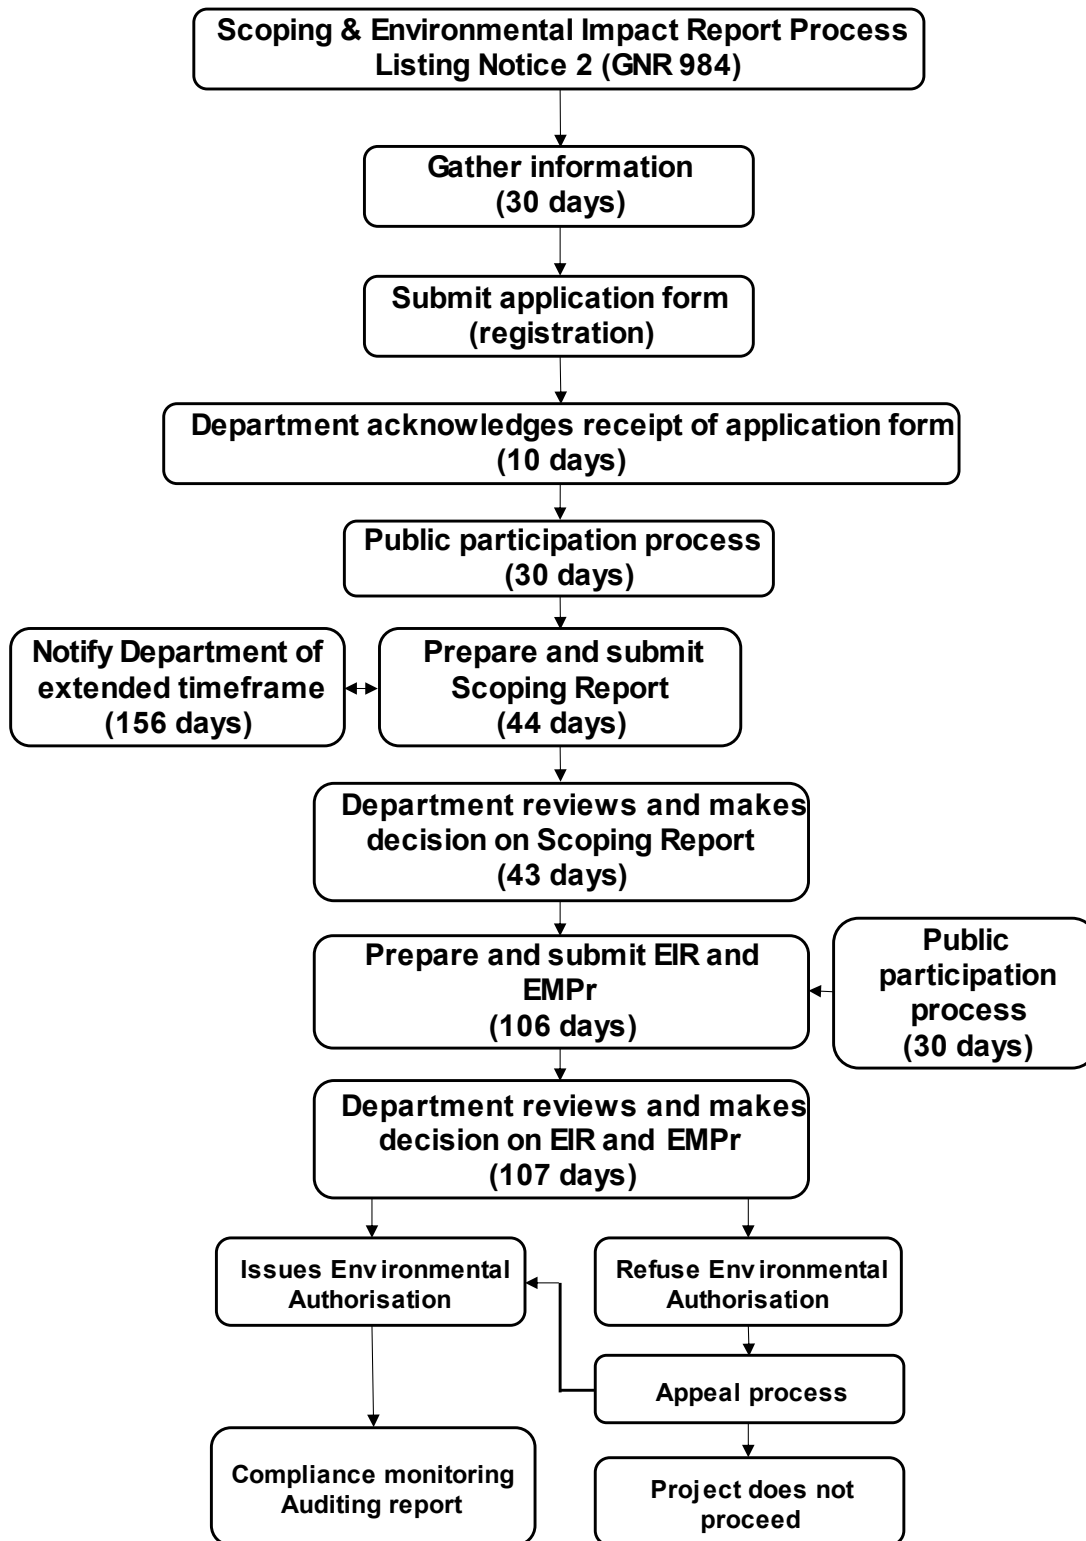 Scoping & Environmental Impact Report Process
Listing Notice 2 (GNR 984)
Gather information
(30 days)
Submit application form
(registration)
Department acknowledges receipt of application form
(10 days)
Public participation process
(30 days)
Notify Department of
extended timeframe
(156 days)
Prepare and submit
Scoping Report
(44 days)
Department reviews and makes
decision on Scoping Report
(43 days)
Prepare and submit EIR and
EMPr
(106 days)
Public
participation
process
(30 days)
Department reviews and makes
decision on EIR and EMPr
(107 days)
Issues Environmental
Authorisation
Refuse Environmental
Authorisation
Appeal process
Compliance monitoring
Auditing report
Project does not
proceed